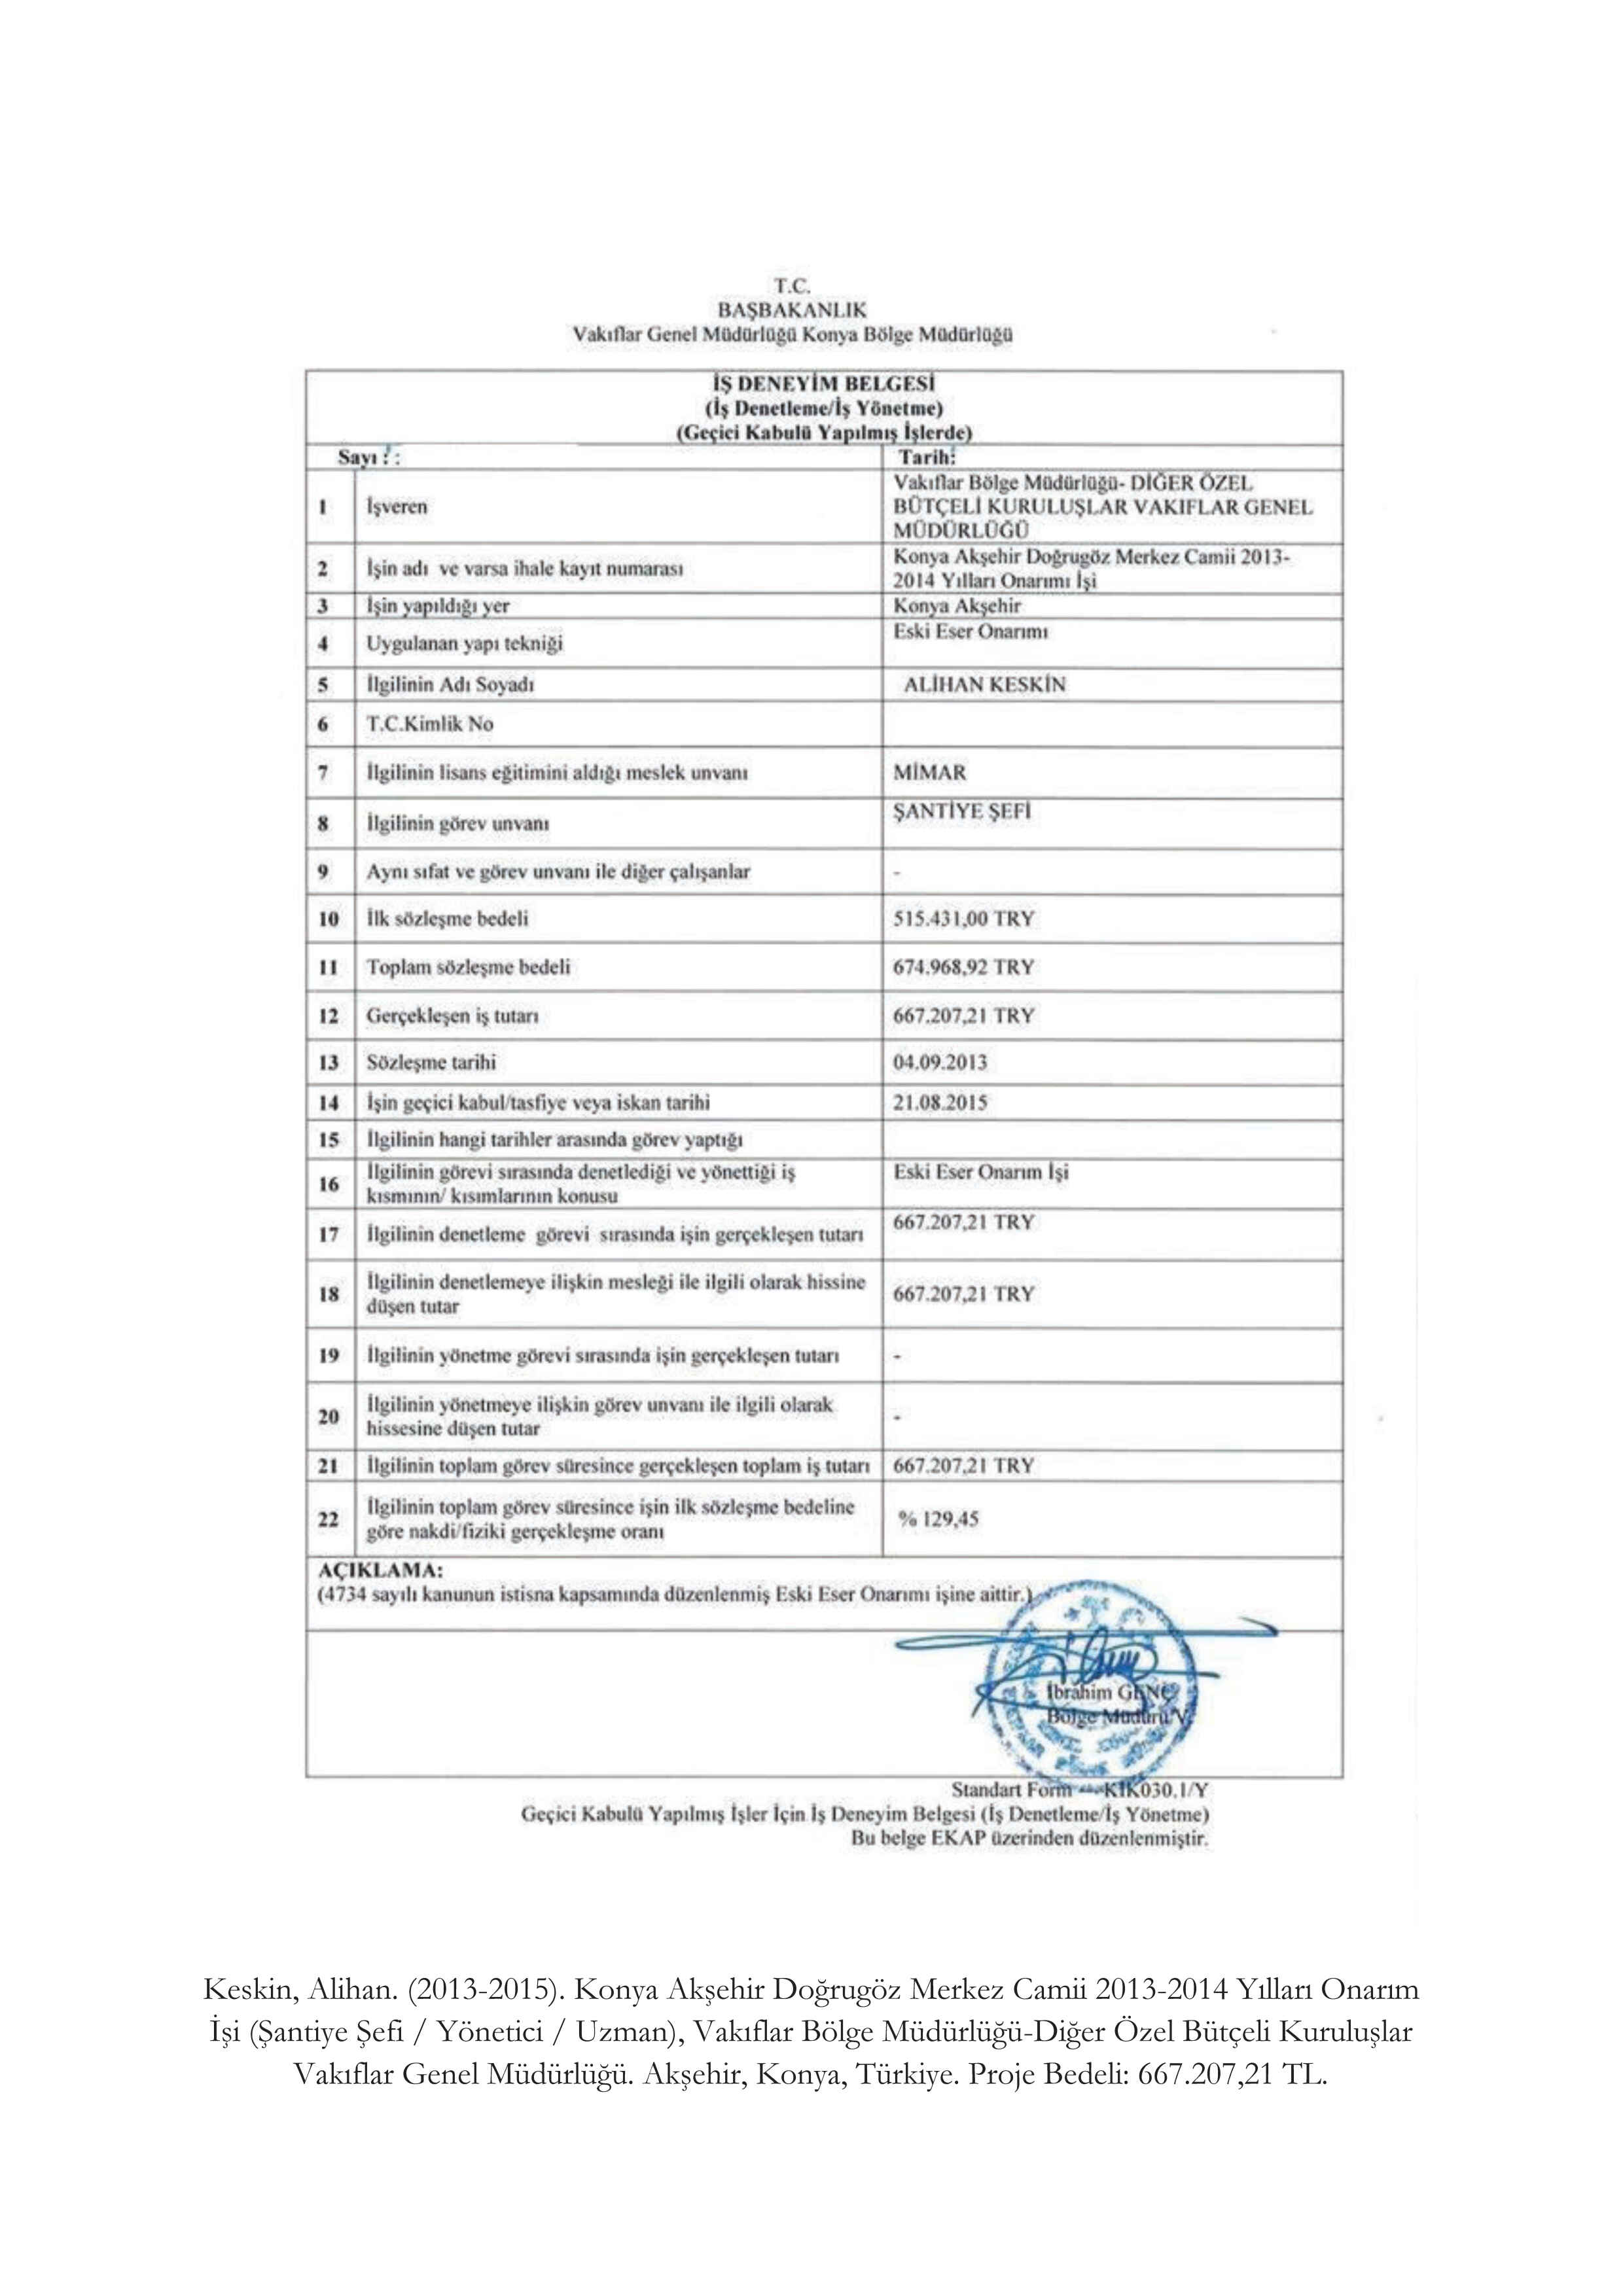 T.C.
BAŞBAKANLIK
Vakıflar Genel Müdürlüğü Konya Bölge Müdürlüğü
İŞ DENEYİM BELGESİ
(İş Denetleme/İş Yönetme)
(Geçici Kabulü Yapılmış İşlerde)
Sayı : :
Tarih:
1 İşveren
Vakıflar Bölge Müdürlüğü- DİĞER ÖZEL
BÜTÇELİ KURULUŞLAR VAKIFLAR GENEL
MÜDÜRLÜĞÜ
2 İşin adı ve varsa ihale kayıt numarası
Konya Akşehir Doğrugöz Merkez Camii 2013-
2014 Yılları Onarımı İşi
3 İşin yapıldığı yer
Konya Akşehir
4 Uygulanan yapı tekniği
Eski Eser Onarımı
5 İlgilinin Adı Soyadı
ALİHAN KESKİN
6 T.C.Kimlik No
7 İlgilinin lisans eğitimini aldığı meslek unvanı
MİMAR
8 İlgilinin görev unvanı
ŞANTİYE ŞEFİ
9 Aynı sıfat ve görev unvanı ile diğer çalışanlar
-
10 İlk sözleşme bedeli
515.431,00 TRY
11 Toplam sözleşme bedeli
674.968,92 TRY
12 Gerçekleşen iş tutarı
667.207,21 TRY
13 Sözleşme tarihi
04.09.2013
14 İşin geçici kabul/tasfiye veya iskan tarihi
21.08.2015
15 İlgilinin hangi tarihler arasında görev yaptığı
16 İlgilinin görevi sırasında denetlediği ve yönettiği iş
kısmının/ kısımlarının konusu
Eski Eser Onarım İşi
17 İlgilinin denetleme görevi sırasında işin gerçekleşen tutarı
667.207,21 TRY
18 İlgilinin denetlemeye ilişkin mesleği ile ilgili olarak hissine
düşen tutar
667.207,21 TRY
19 İlgilinin yönetme görevi sırasında işin gerçekleşen tutarı
-
20 İlgilinin yönetmeye ilişkin görev unvanı ile ilgili olarak
hissesine düşen tutar
-
21 İlgilinin toplam görev süresince gerçekleşen toplam iş tutarı
667.207,21 TRY
22 İlgilinin toplam görev süresince işin ilk sözleşme bedeline
göre nakdi/fiziki gerçekleşme oranı
% 129,45
AÇIKLAMA:
(4734 sayılı kanunun istisna kapsamında düzenlenmiş Eski Eser Onarımı işine aittir.)
İbrahim GENÇ
Bölge Müdürü V.
Standart Form KİK030.1/Y
Geçici Kabulü Yapılmış İşler İçin İş Deneyim Belgesi (İş Denetleme/İş Yönetme)
Bu belge EKAP üzerinden düzenlenmiştir.
Keskin, Alihan. (2013-2015). Konya Akşehir Doğrugöz Merkez Camii 2013-2014 Yılları Onarım
İşi (Şantiye Şefi / Yönetici / Uzman), Vakıflar Bölge Müdürlüğü-Diğer Özel Bütçeli Kuruluşlar
Vakıflar Genel Müdürlüğü. Akşehir, Konya, Türkiye. Proje Bedeli: 667.207,21 TL.